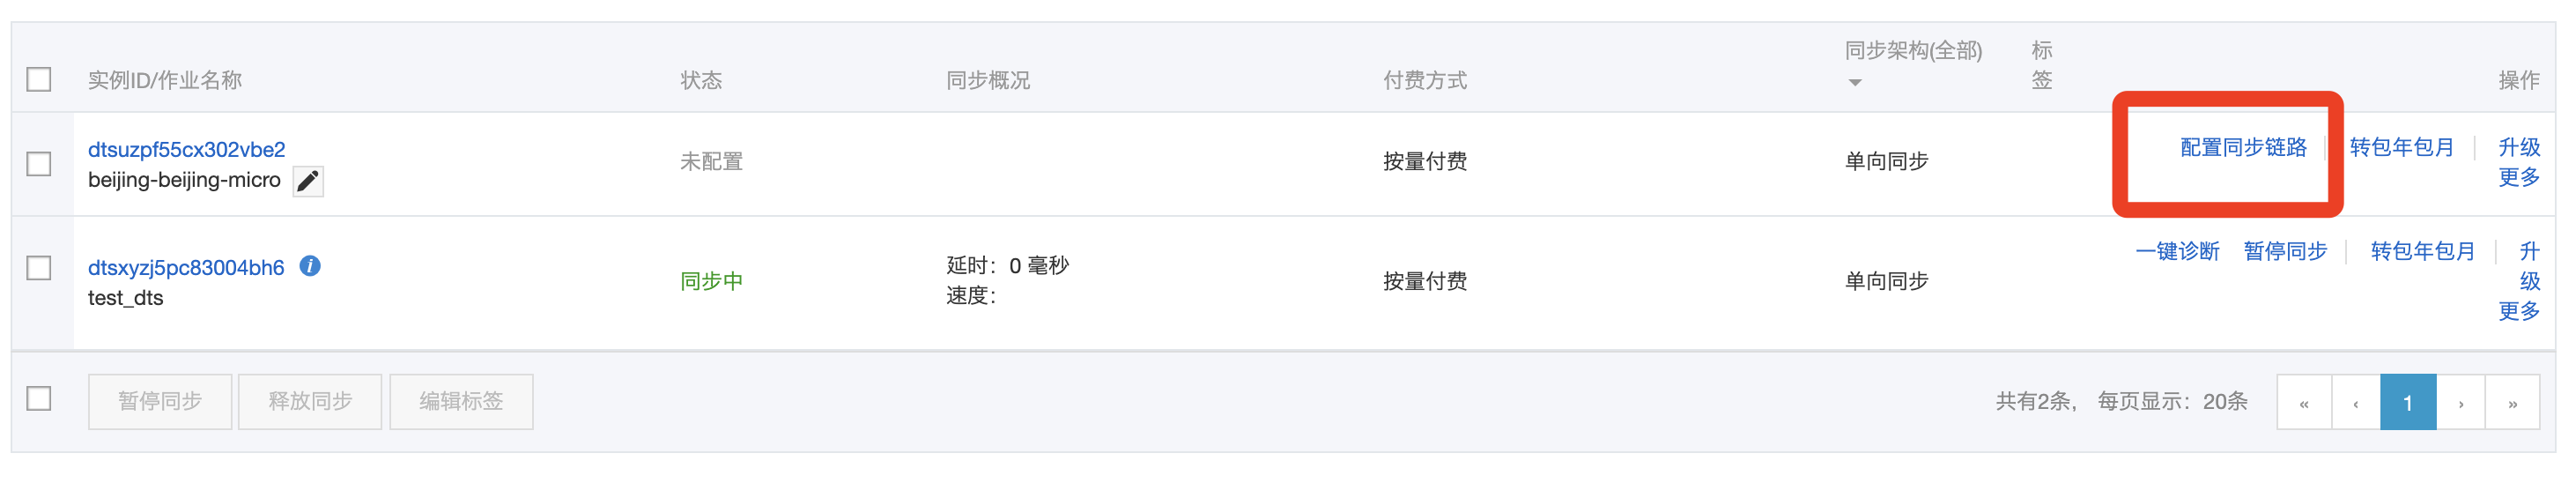 实例ID/作业名称 状态 同步概况 付费方式 同步架构(全部) 标签 操作
dtsuzpf55cx302vbe2
beijing-beijing-micro
未配置
按量付费
单向同步
配置同步链路 转包年包月 升级
更多
dtsxyzj5pc83004bh6
test_dts
同步中
延时：0 毫秒
速度：
按量付费
单向同步
一键诊断 暂停同步 转包年包月 升
级
更多
暂停同步 释放同步 编辑标签
共有2条， 每页显示：20条 « ‹ 1 › »